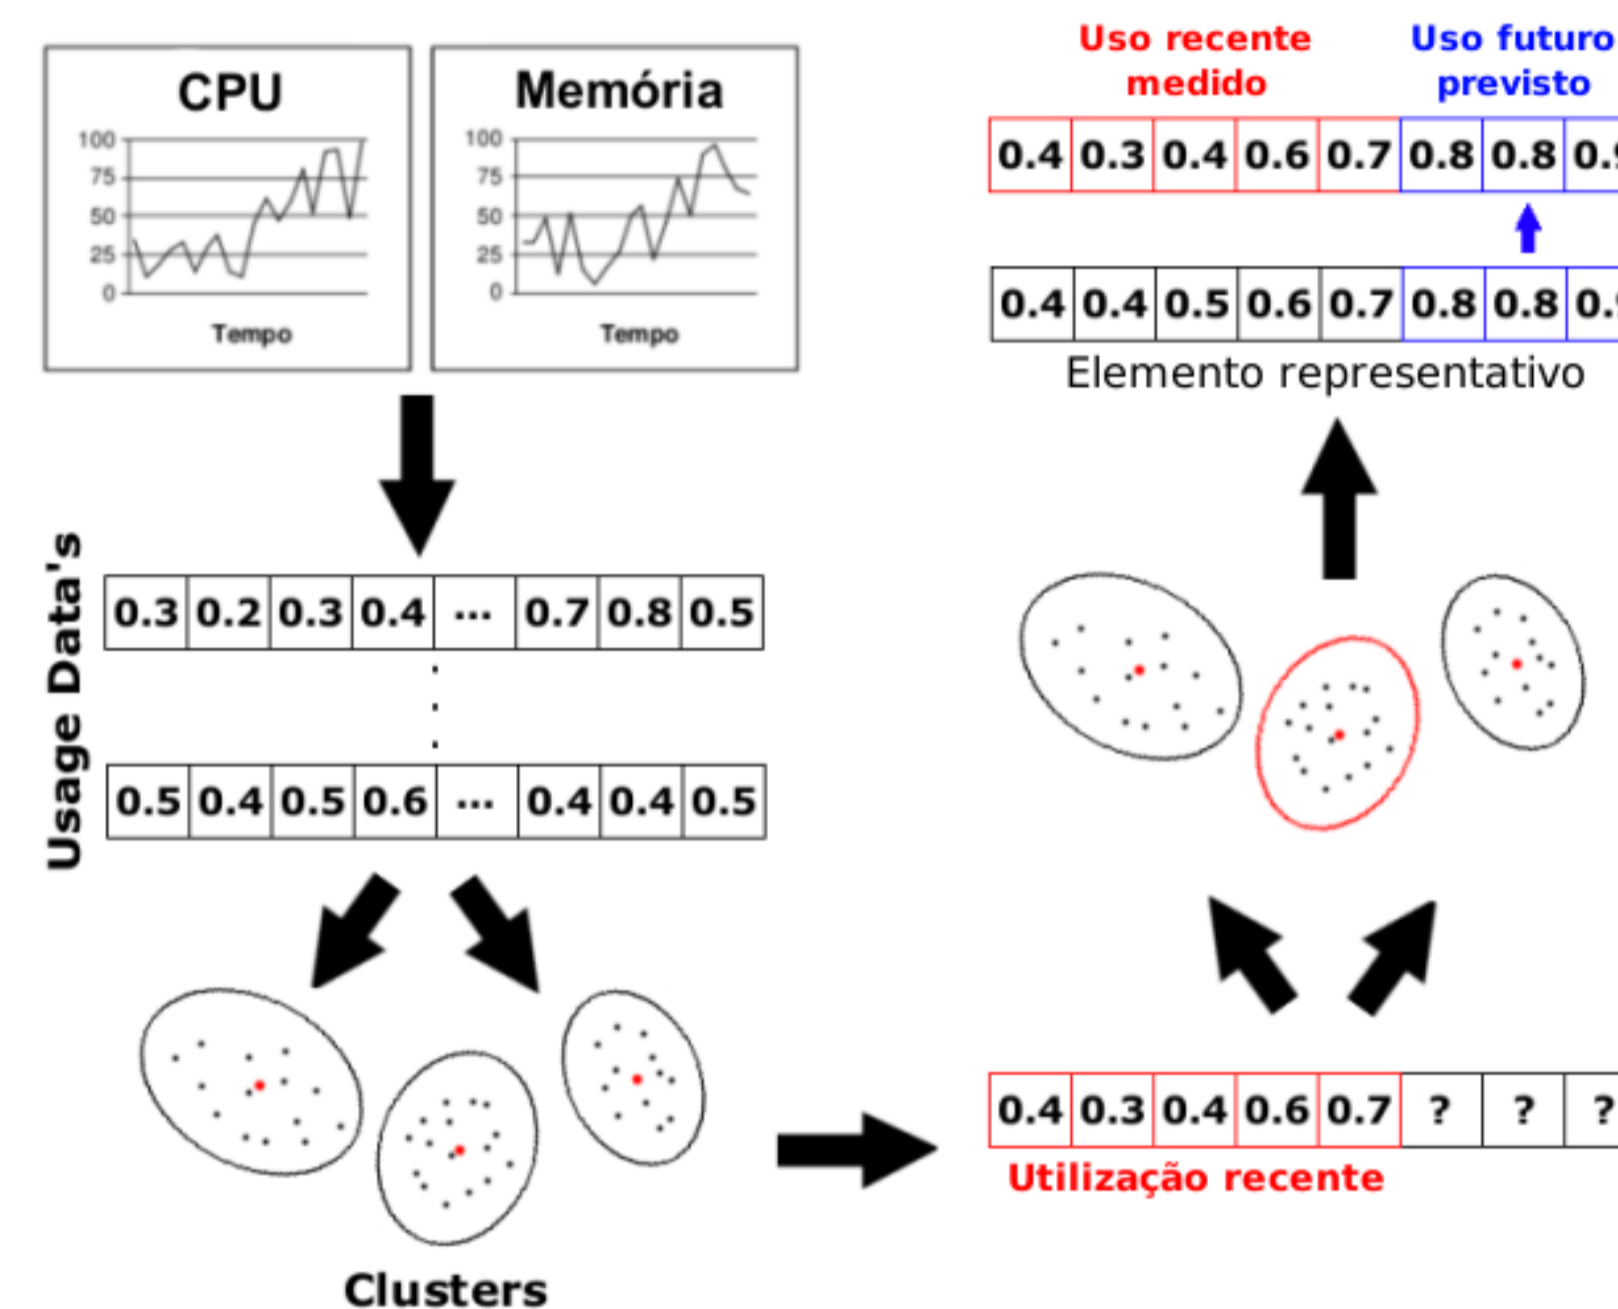 CPU
100
75
50
25
0
Tempo
Memória
100
75
50
25
0
Tempo
Usage Data's
0.3 0.2 0.3 0.4 ... 0.7 0.8 0.5
0.5 0.4 0.5 0.6 ... 0.4 0.4 0.5
Clusters
Uso recente
medido
Uso futuro
previsto
0.4 0.3 0.4 0.6 0.7 0.8 0.8
0.4 0.4 0.5 0.6 0.7 0.8 0.8
Elemento representativo
0.4 0.3 0.4 0.6 0.7 ? ? ?
Utilização recente